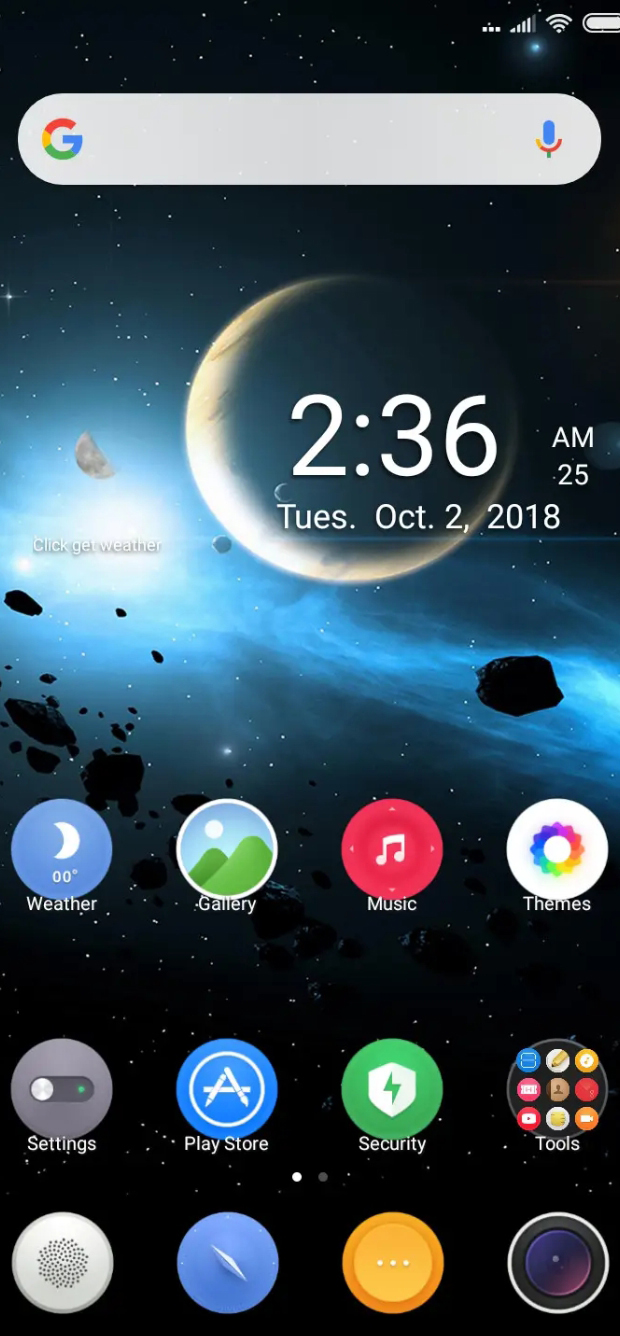 2:36
AM
25
Tues. Oct. 2, 2018
Click get weather
00°
Weather
Gallery
Music
Themes
Settings
Play Store
Security
Tools